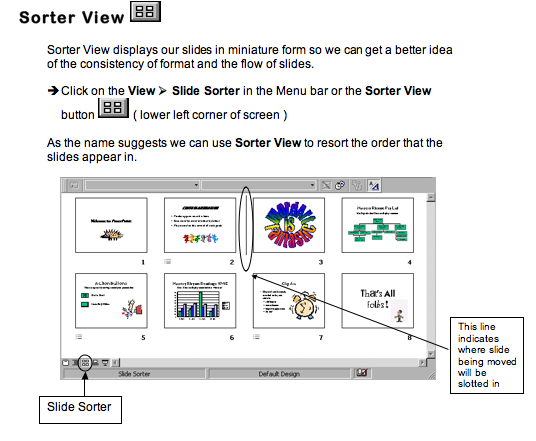 Sorter View
Sorter View displays our slides in miniature form so we can get a better idea
of the consistency of format and the flow of slides.
➔ Click on the View ➢ Slide Sorter in the Menu bar or the Sorter View
button ( lower left corner of screen )
As the name suggests we can use Sorter View to resort the order that the
slides appear in.
Welcome to PowerPoint
1
2
3
4
Action Buttons
5
6
Clip Art
7
That's All
folks!
8
This line
indicates
where slide
being moved
will be
slotted in
Slide Sorter
Default Design
Slide Sorter